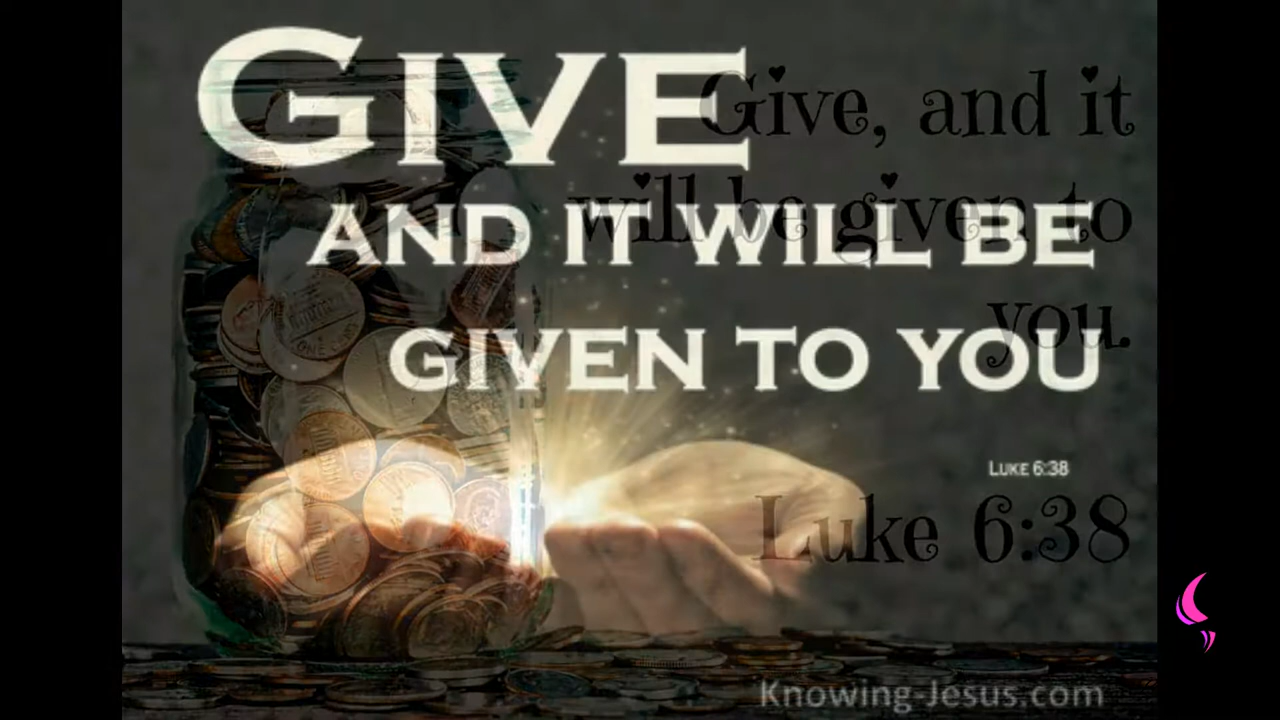 GIVE
AND IT WILL BE
GIVEN TO YOU
LUKE 6:38
Give, and it
will be given to
you.
Luke 6:38
Knowing-Jesus.com